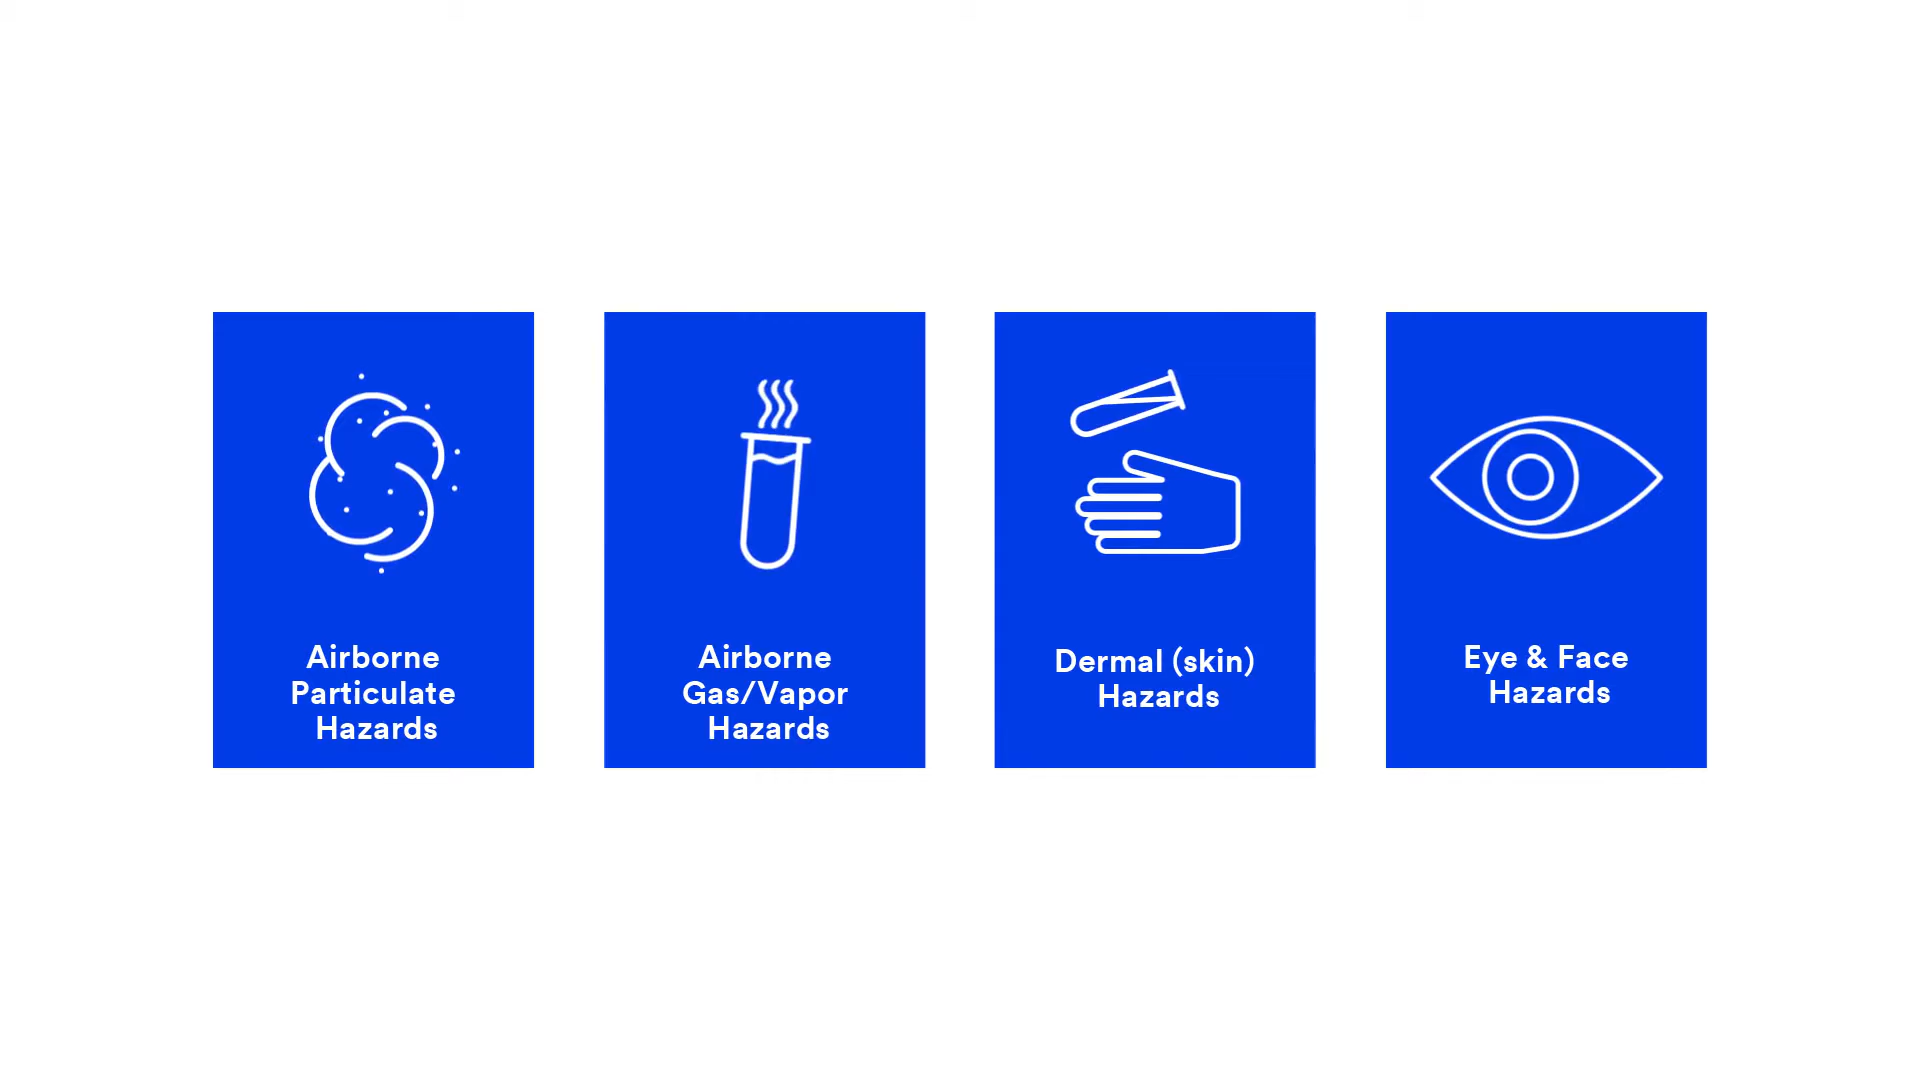 Airborne
Particulate
Hazards
Airborne
Gas/Vapor
Hazards
Dermal (skin)
Hazards
Eye & Face
Hazards